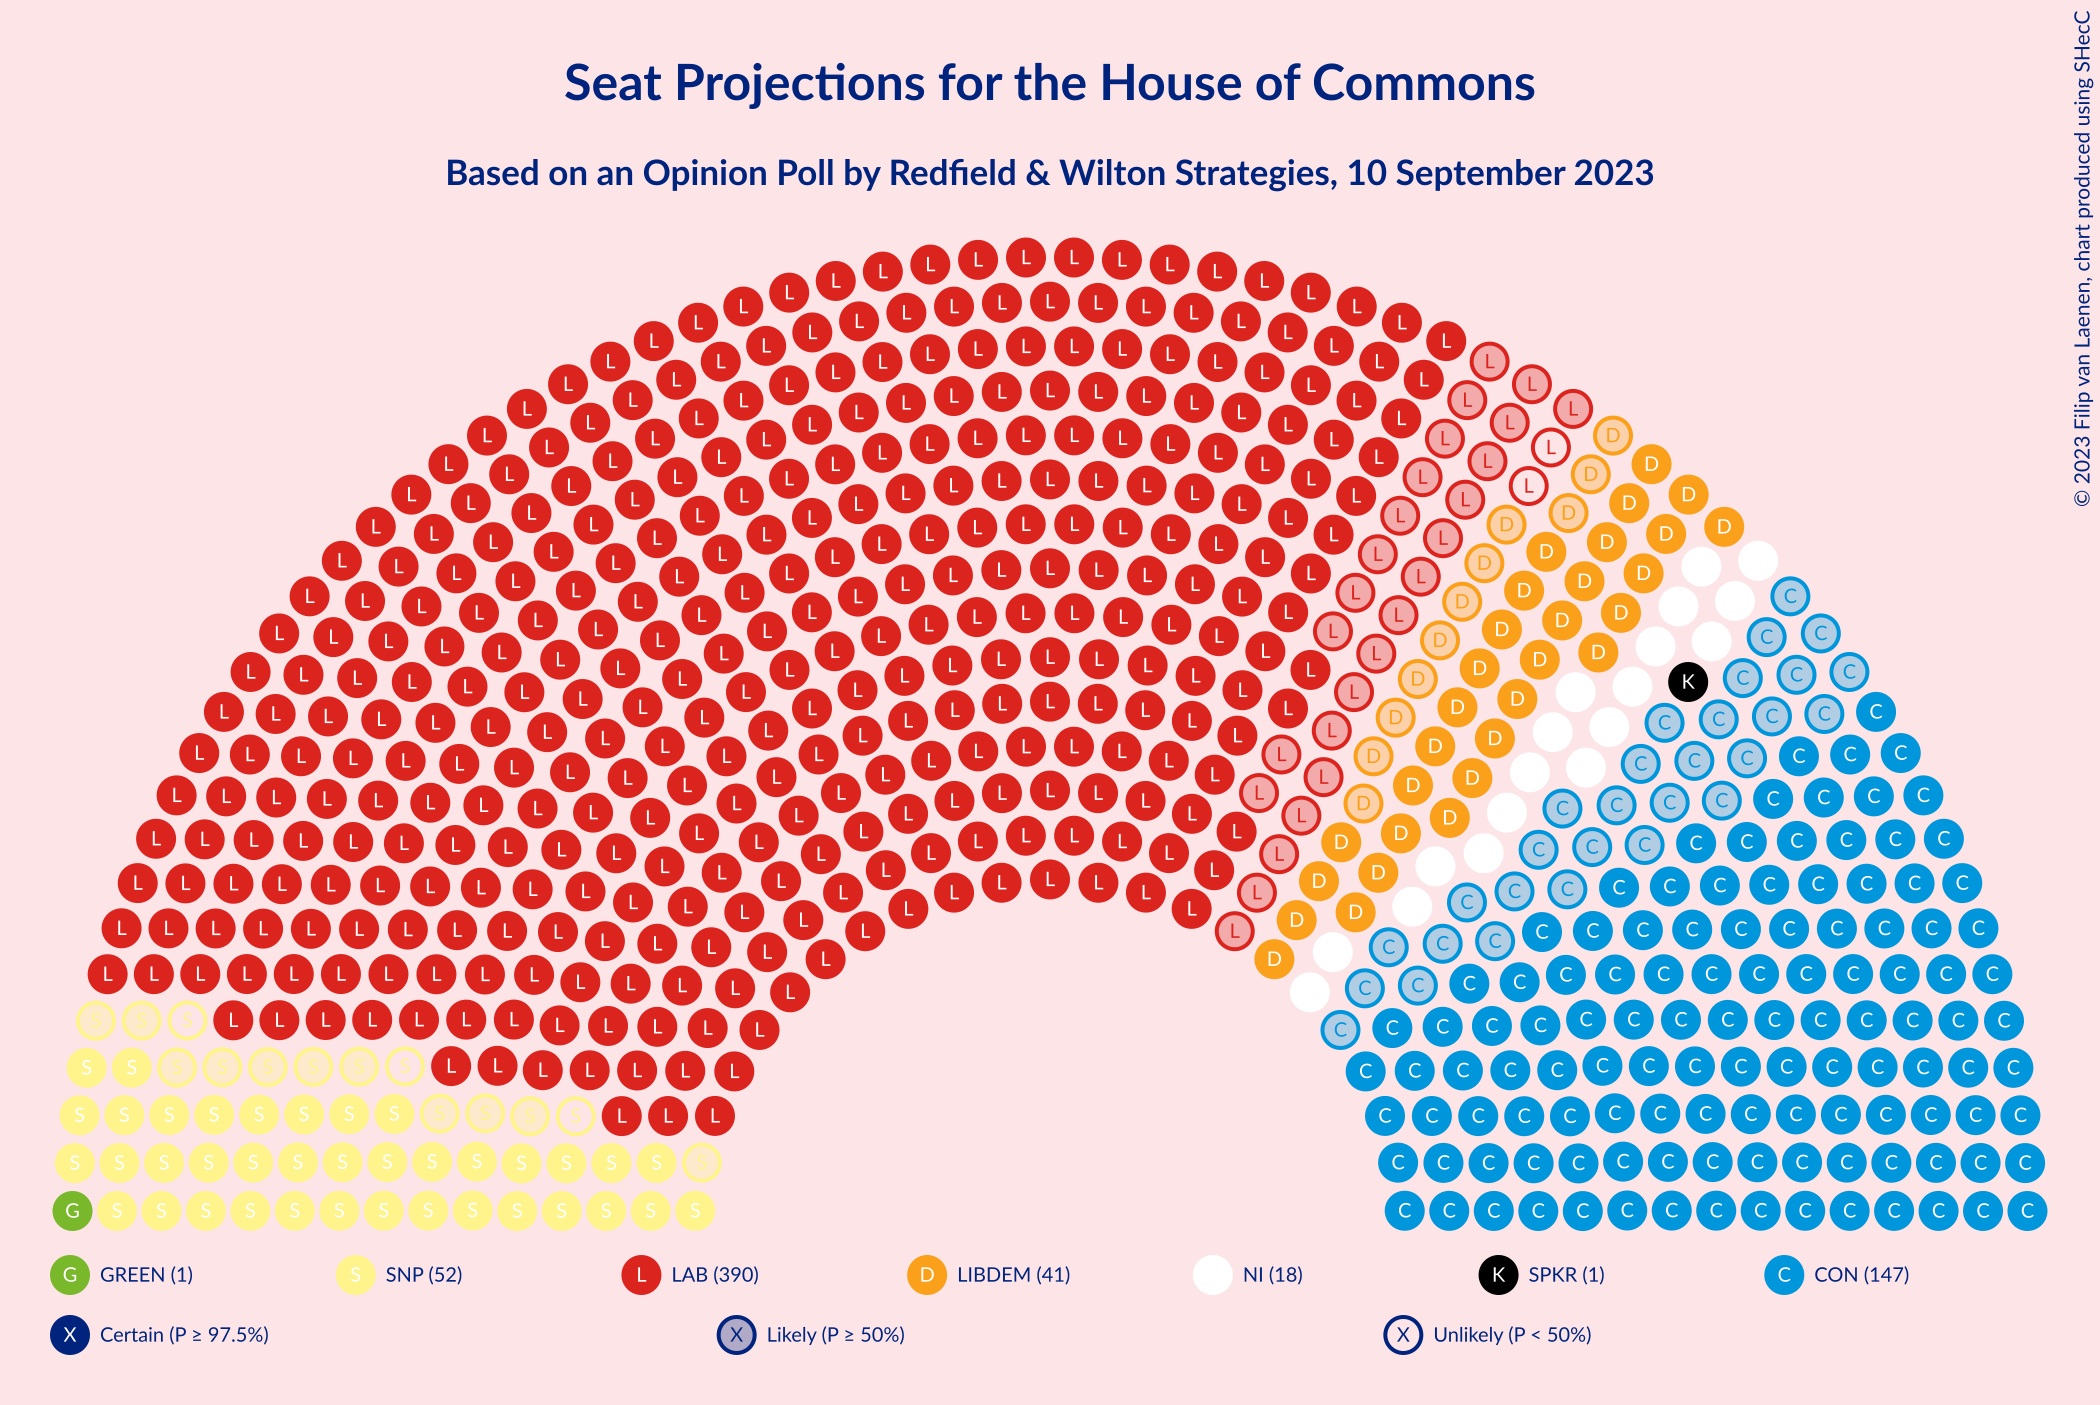 Seat Projections for the House of Commons
Based on an Opinion Poll by Redfield & Wilton Strategies, 10 September 2023
© 2023 Filip van Laenen, chart produced using SHecC
G GREEN (1) S SNP (52) L LAB (390) D LIBDEM (41) NI (18) K SPKR (1) C CON (147)
X Certain (P ≥ 97.5%) X Likely (P ≥ 50%) X Unlikely (P < 50%)